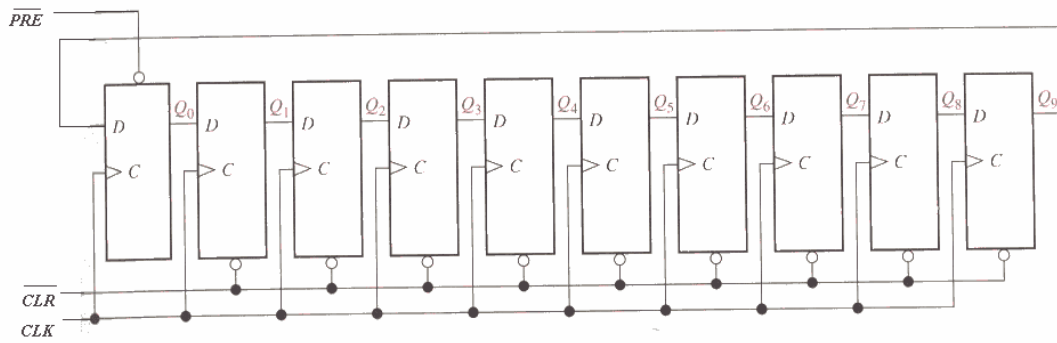 PRE
Q0 Q1 Q2 Q3 Q4 Q5 Q6 Q7 Q8 Q9
D D D D D D D D D D
C C C C C C C C C C
CLR
CLK